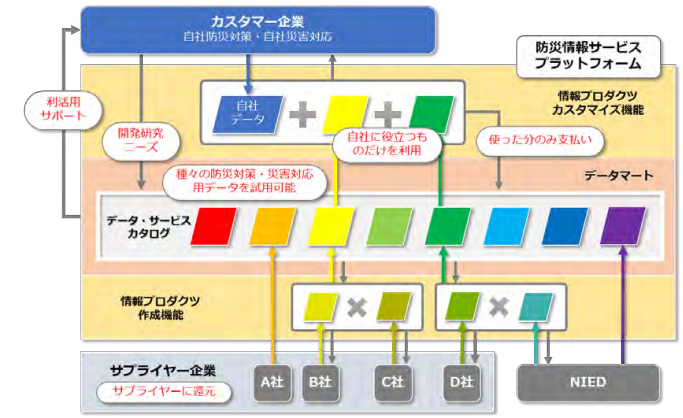 カスタマー企業
自社防災対策・自社災害対応
防災情報サービス
プラットフォーム
利活用
サポート
開発研究
ニーズ
自社
データ
+
+
情報プロダクツ
カスタマイズ機能
自社に役立つも
のだけを利用
使った分のみ支払い
種々の防災対策・災害対応
用データを試用可能
データマート
データ・サービス
カタログ
情報プロダクツ
作成機能
×
×
サプライヤー企業
サプライヤーに還元
A社
B社
C社
D社
NIED